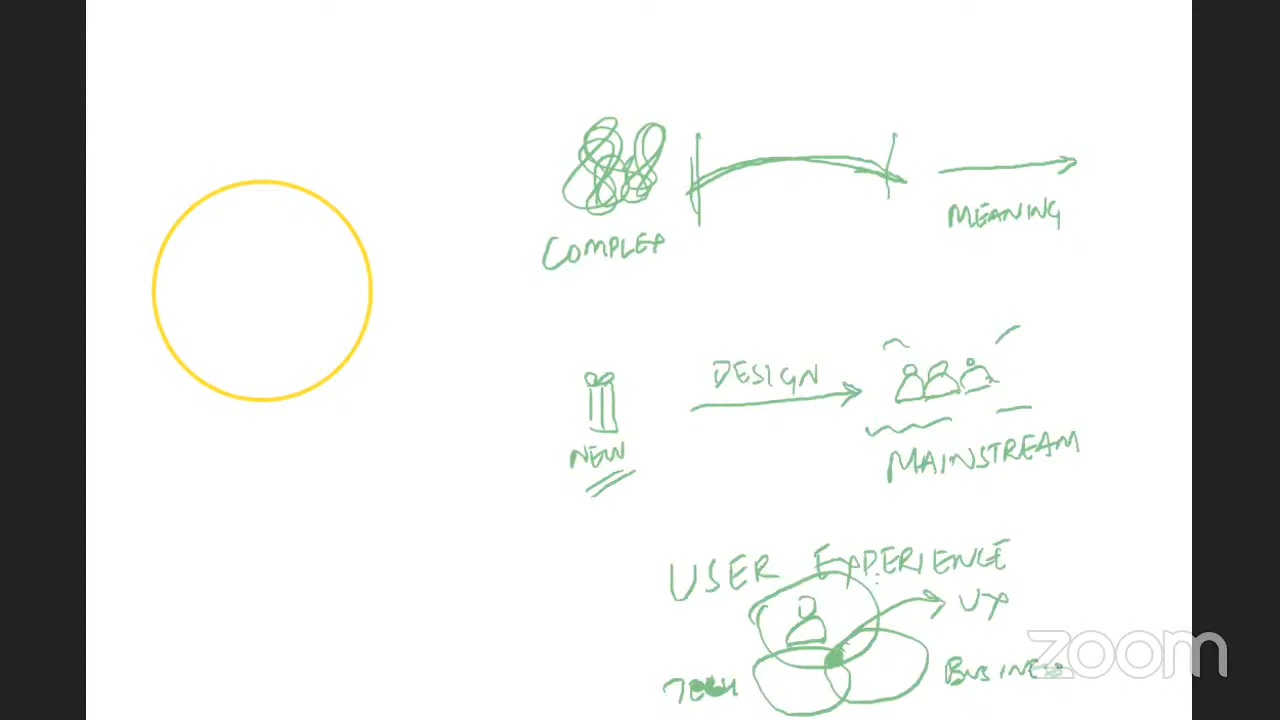 COMPLEX
MEANING
DESIGN
NEW
MAINSTREAM
USER EXPERIENCE
UX
TECH
BUSINESS
zoom